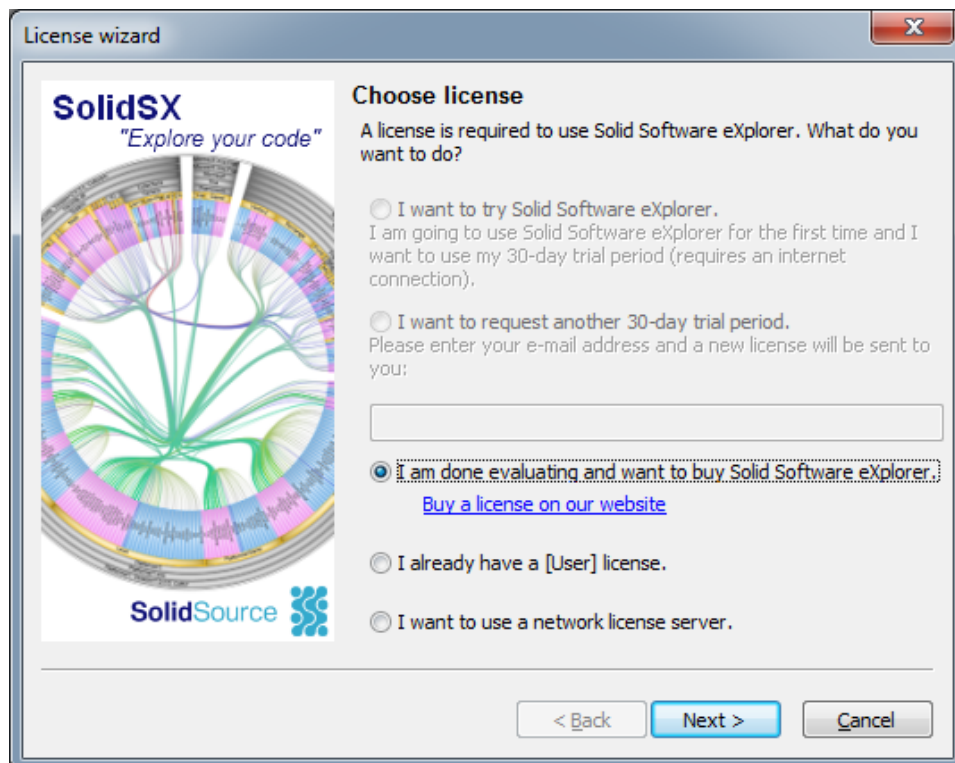 License wizard
SolidSX
"Explore your code"
Choose license
A license is required to use Solid Software eXplorer. What do you
want to do?
I want to try Solid Software eXplorer.
I am going to use Solid Software eXplorer for the first time and I
want to use my 30-day trial period (requires an internet
connection).
I want to request another 30-day trial period.
Please enter your e-mail address and a new license will be sent to
you:
I am done evaluating and want to buy Solid Software eXplorer.
Buy a license on our website
I already have a [User] license.
I want to use a network license server.
SolidSource
< Back
Next >
Cancel